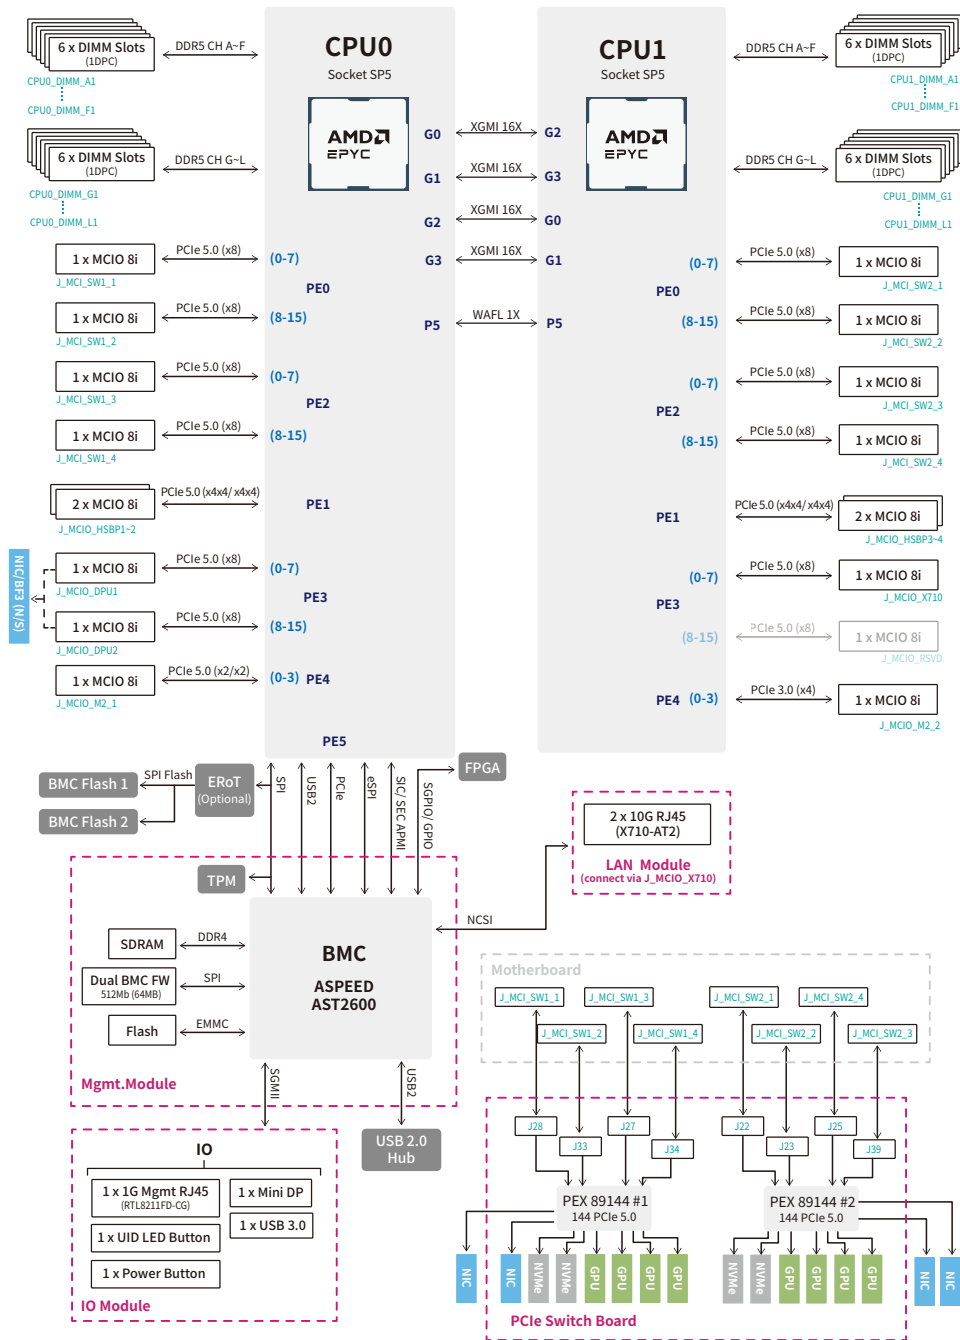 CPU0
Socket SP5
AMD
EPYC
CPU1
Socket SP5
AMD
EPYC
6 x DIMM Slots
(1DPC)
DDR5 CH A~F
CPU0_DIMM_A1
CPU0_DIMM_F1
6 x DIMM Slots
(1DPC)
DDR5 CH G~L
CPU0_DIMM_G1
CPU0_DIMM_L1
DDR5 CH A~F
6 x DIMM Slots
(1DPC)
CPU1_DIMM_A1
CPU1_DIMM_F1
DDR5 CH G~L
6 x DIMM Slots
(1DPC)
CPU1_DIMM_G1
CPU1_DIMM_L1
G0 XGMI 16X G2
G1 XGMI 16X G3
G2 XGMI 16X G0
G3 XGMI 16X G1
P5 WAFL 1X P5
1 x MCIO 8i PCIe 5.0 (x8) (0-7)
J_MCI_SW1_1
PE0
1 x MCIO 8i PCIe 5.0 (x8) (8-15)
J_MCI_SW1_2
1 x MCIO 8i PCIe 5.0 (x8) (0-7)
J_MCI_SW1_3
PE2
1 x MCIO 8i PCIe 5.0 (x8) (8-15)
J_MCI_SW1_4
2 x MCIO 8i PCIe 5.0 (x4x4/ x4x4) PE1
J_MCIO_HSBP1~2
NIC/BF3 (N/S)
1 x MCIO 8i PCIe 5.0 (x8) (0-7)
J_MCIO_DPU1
PE3
1 x MCIO 8i PCIe 5.0 (x8) (8-15)
J_MCIO_DPU2
1 x MCIO 8i PCIe 5.0 (x2/x2) (0-3) PE4
J_MCIO_M2_1
PE5
(0-7) PCIe 5.0 (x8) 1 x MCIO 8i
J_MCI_SW2_1
PE0
(8-15) PCIe 5.0 (x8) 1 x MCIO 8i
J_MCI_SW2_2
(0-7) PCIe 5.0 (x8) 1 x MCIO 8i
J_MCI_SW2_3
PE2
(8-15) PCIe 5.0 (x8) 1 x MCIO 8i
J_MCI_SW2_4
PE1 PCIe 5.0 (x4x4/ x4x4) 2 x MCIO 8i
J_MCIO_HSBP3~4
(0-7) PCIe 5.0 (x8) 1 x MCIO 8i
J_MCIO_X710
PE3
(8-15) PCIe 5.0 (x8) 1 x MCIO 8i
J_MCIO_RSVD
PE4 (0-3) PCIe 3.0 (x4) 1 x MCIO 8i
J_MCIO_M2_2
BMC Flash 1
SPI Flash
ERoT
(Optional)
BMC Flash 2
SPI
USB2
PCIe
eSPI
SIC/ SEC APMI
SGPIO/ GPIO
FPGA
TPM
2 x 10G RJ45
(X710-AT2)
LAN Module
(connect via J_MCIO_X710)
NCSI
BMC
ASPEED
AST2600
SDRAM
DDR4
Dual BMC FW
512Mb (64MB)
SPI
Flash
EMMC
Mgmt.Module
SGMII
USB2
USB 2.0
Hub
IO
1 x 1G Mgmt RJ45
(RTL8211FD-CG)
1 x Mini DP
1 x UID LED Button
1 x USB 3.0
1 x Power Button
IO Module
Motherboard
J_MCI_SW1_1
J_MCI_SW1_3
J_MCI_SW2_1
J_MCI_SW2_4
J_MCI_SW1_2
J_MCI_SW1_4
J_MCI_SW2_2
J_MCI_SW2_3
J28
J27
J22
J25
J33
J34
J23
J39
PEX 89144 #1
144 PCIe 5.0
PEX 89144 #2
144 PCIe 5.0
NIC
NIC
NVMe
NVMe
GPU
GPU
GPU
GPU
NVMe
NVMe
GPU
GPU
GPU
GPU
NIC
NIC
PCIe Switch Board